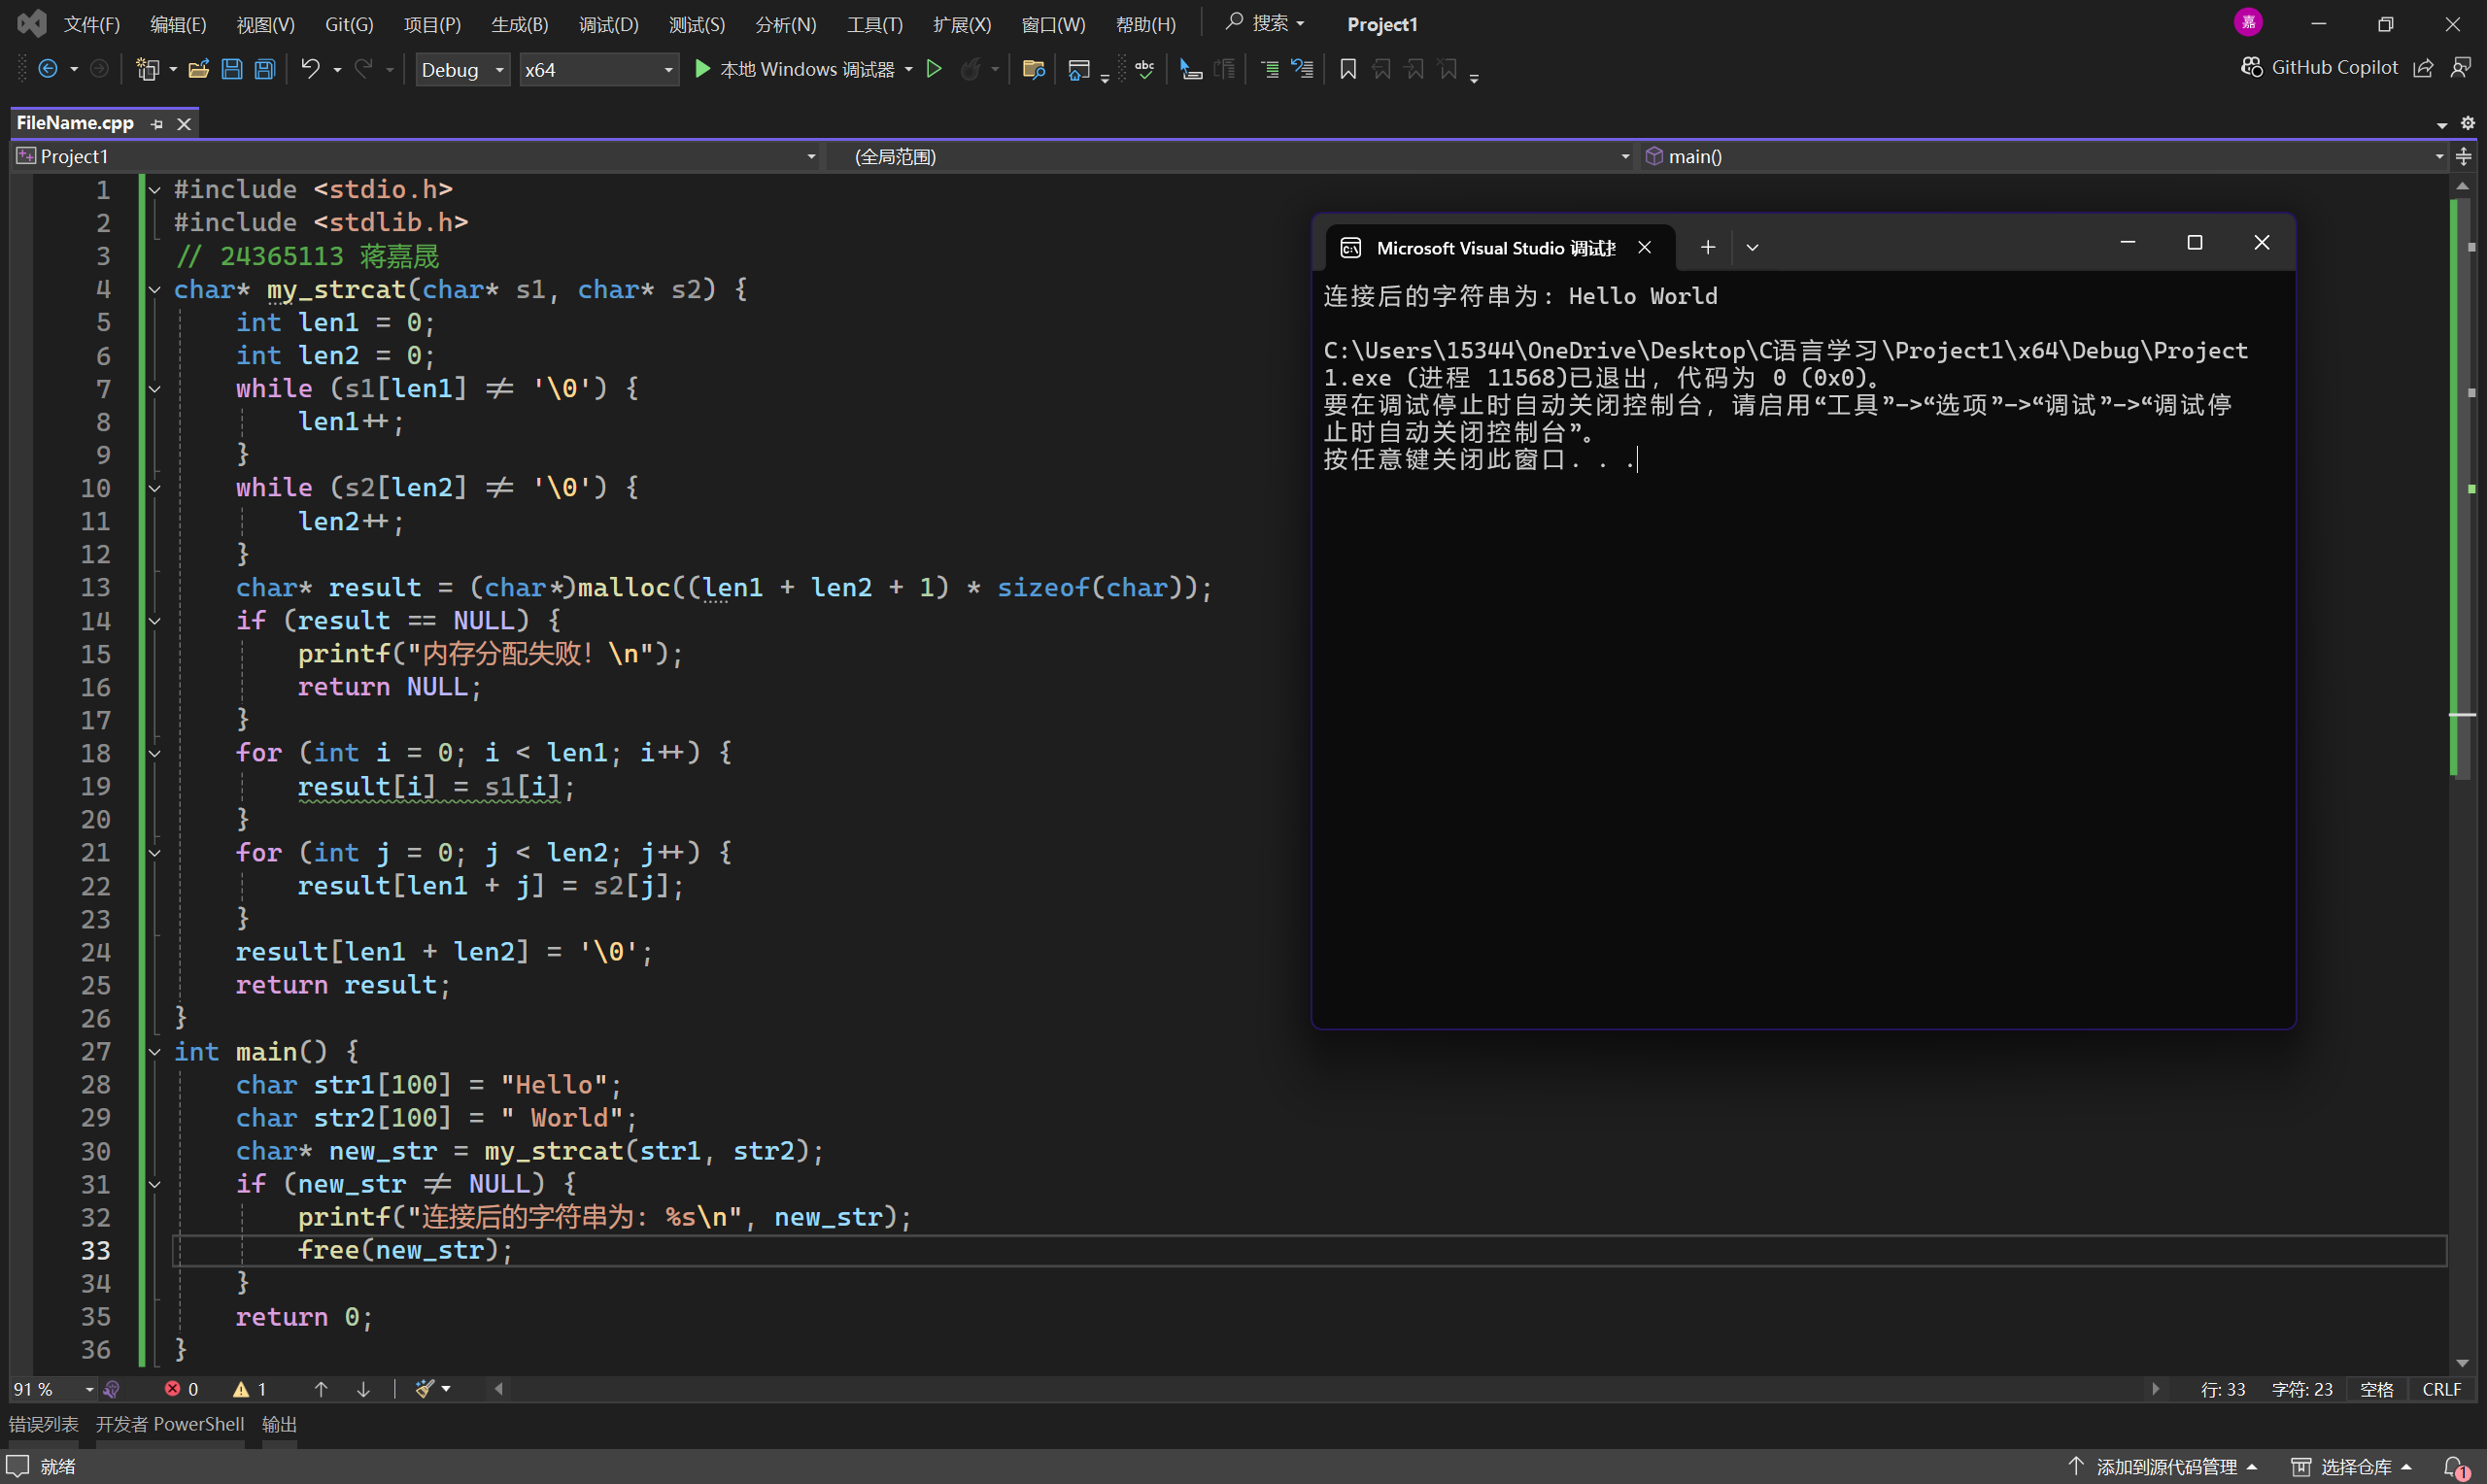 文件(F) 编辑(E) 视图(V) Git(G) 项目(P) 生成(B) 调试(D) 测试(S) 分析(N) 工具(T) 扩展(X) 窗口(W) 帮助(H) 搜索 Project1 嘉
Debug x64 本地 Windows 调试器 abc GitHub Copilot
FileName.cpp
Project1 (全局范围) main()
1 #include <stdio.h>
2 #include <stdlib.h>
3 // 24365113 蒋嘉晟
4 char* my_strcat(char* s1, char* s2) {
5 int len1 = 0;
6 int len2 = 0;
7 while (s1[len1] != '\0') {
8 len1++;
9 }
10 while (s2[len2] != '\0') {
11 len2++;
12 }
13 char* result = (char*)malloc((len1 + len2 + 1) * sizeof(char));
14 if (result == NULL) {
15 printf("内存分配失败！\n");
16 return NULL;
17 }
18 for (int i = 0; i < len1; i++) {
19 result[i] = s1[i];
20 }
21 for (int j = 0; j < len2; j++) {
22 result[len1 + j] = s2[j];
23 }
24 result[len1 + len2] = '\0';
25 return result;
26 }
27 int main() {
28 char str1[100] = "Hello";
29 char str2[100] = " World";
30 char* new_str = my_strcat(str1, str2);
31 if (new_str != NULL) {
32 printf("连接后的字符串为：%s\n", new_str);
33 free(new_str);
34 }
35 return 0;
36 }
Microsoft Visual Studio 调试
连接后的字符串为：Hello World
C:\Users\15344\OneDrive\Desktop\C语言学习\Project1\x64\Debug\Project
1.exe (进程 11568)已退出，代码为 0 (0x0)。
要在调试停止时自动关闭控制台，请启用“工具”->“选项”->“调试”->“调试停
止时自动关闭控制台”。
按任意键关闭此窗口. . .
91 % 0 1 行: 33 字符: 23 空格 CRLF
错误列表 开发者 PowerShell 输出
就绪 添加到源代码管理 选择仓库 1